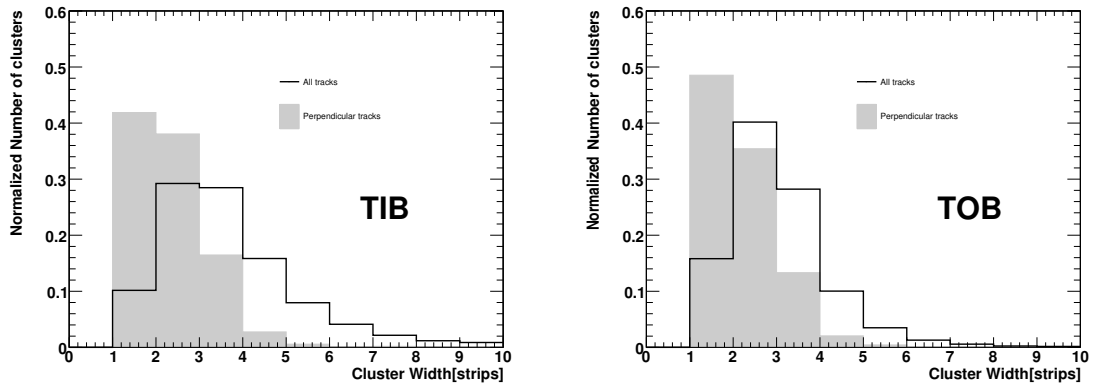 Normalized Number of clusters
0.6
0.5
0.4
0.3
0.2
0.1
0
All tracks
Perpendicular tracks
TIB
0 1 2 3 4 5 6 7 8 9 10
Cluster Width[strips]
Normalized Number of clusters
0.6
0.5
0.4
0.3
0.2
0.1
0
All tracks
Perpendicular tracks
TOB
0 1 2 3 4 5 6 7 8 9 10
Cluster Width[strips]